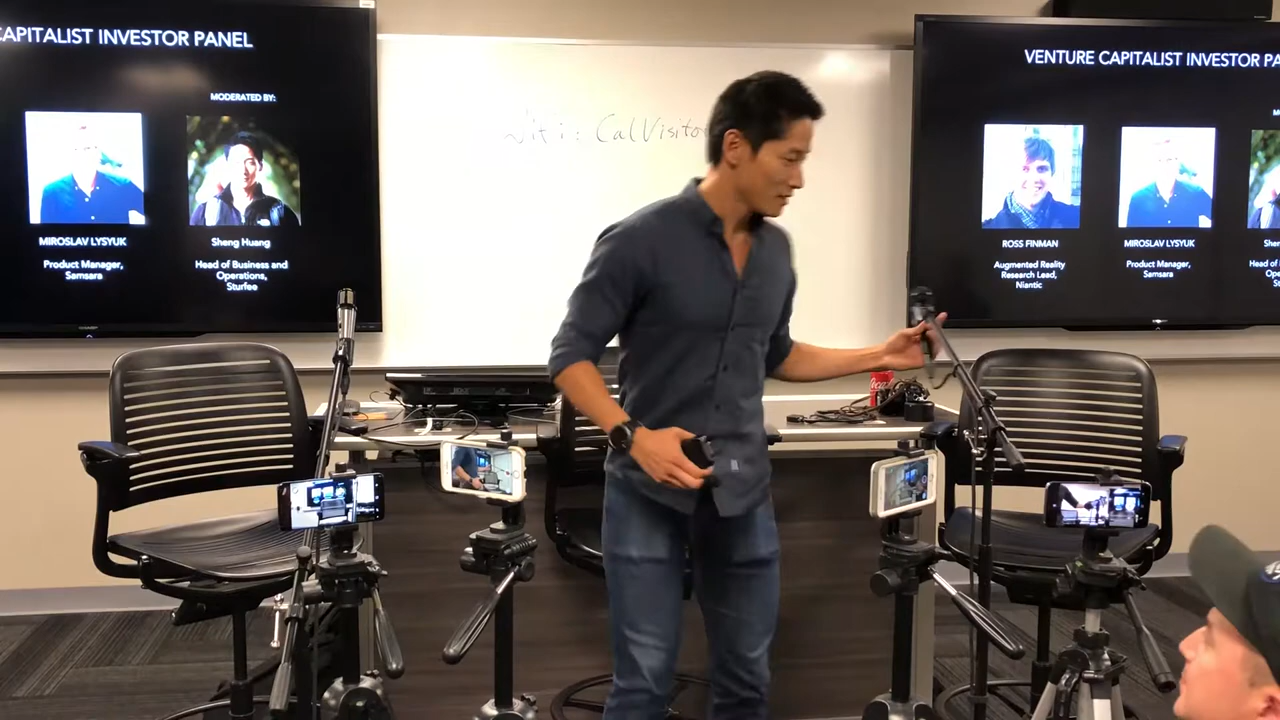 CAPITALIST INVESTOR PANEL
MODERATED BY:
MIROSLAV LYSYUK
Product Manager,
Samsara
Sheng Huang
Head of Business and
Operations,
Sturfee
CalVisitor
VENTURE CAPITALIST INVESTOR PA
ROSS FINMAN
Augmented Reality
Research Lead,
Niantic
MIROSLAV LYSYUK
Product Manager,
Samsara